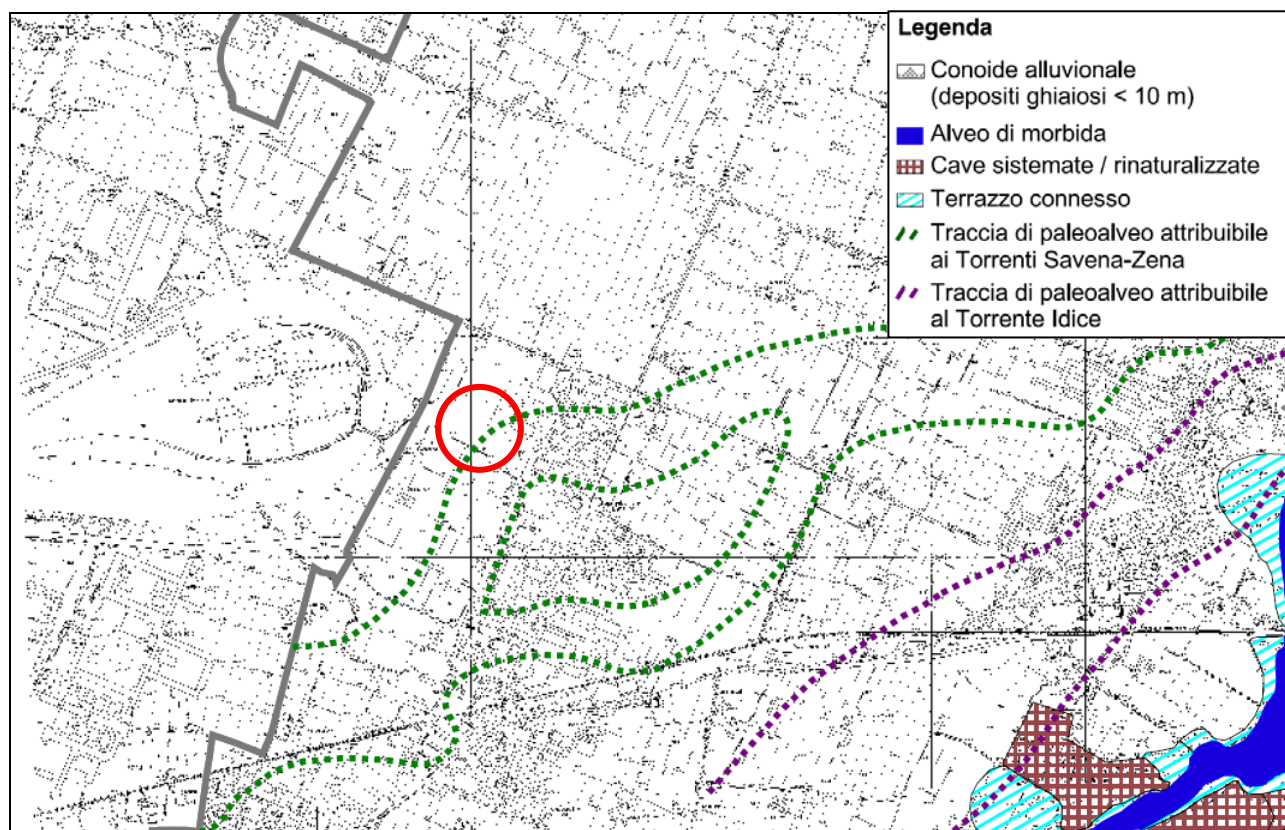 Legenda
Conoide alluvionale
(depositi ghiaiosi < 10 m)
Alveo di morbida
Cave sistemate / rinaturalizzate
Terrazzo connesso
Traccia di paleoalveo attribuibile
ai Torrenti Savena-Zena
Traccia di paleoalveo attribuibile
al Torrente Idice